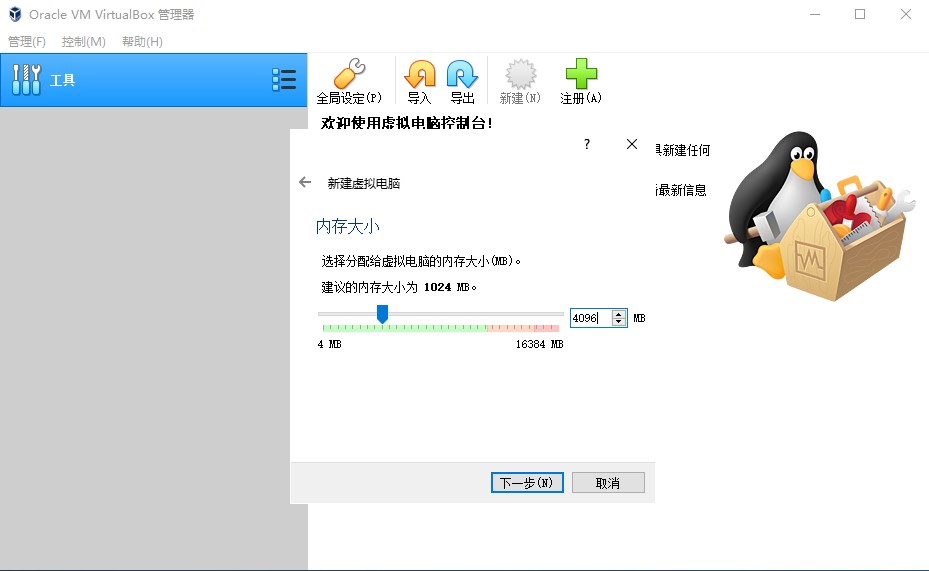 Oracle VM VirtualBox 管理器
管理(F) 控制(M) 帮助(H)
工具
全局设定(P) 导入 导出 新建(N) 注册(A)
欢迎使用虚拟电脑控制台!
? 
具新建任何
最新信息
新建虚拟电脑
内存大小
选择分配给虚拟电脑的内存大小(MB)。
建议的内存大小为 1024 MB。
4096 MB
4 MB 16384 MB
下一步(N) 取消